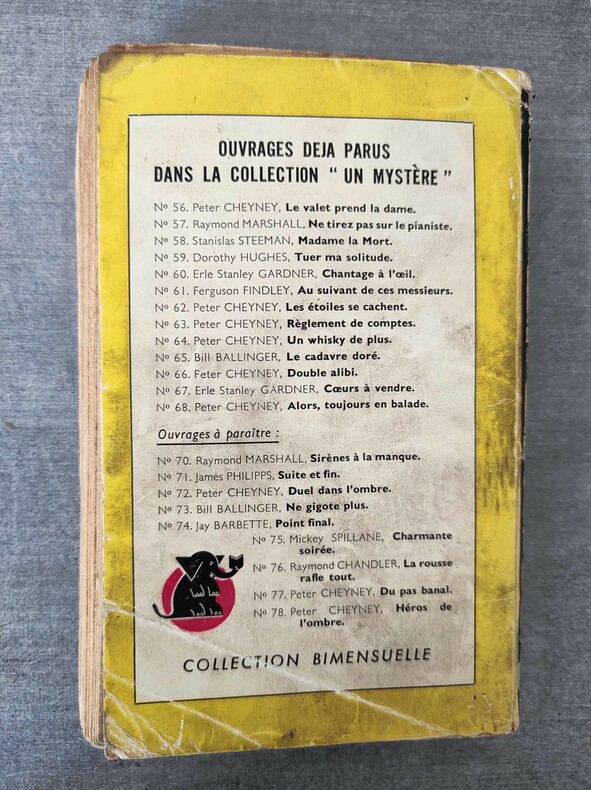 OUVRAGES DEJA PARUS
DANS LA COLLECTION " UN MYSTÈRE "
Nº 56. Peter CHEYNEY, Le valet prend la dame.
Nº 57. Raymond MARSHALL, Ne tirez pas sur le pianiste.
Nº 58. Stanislas STEEMAN, Madame la Mort.
Nº 59. Dorothy HUGHES, Tuer ma solitude.
Nº 60. Erle Stanley GARDNER, Chantage à l'œil.
Nº 61. Ferguson FINDLEY, Au suivant de ces messieurs.
Nº 62. Peter CHEYNEY, Les étoiles se cachent.
Nº 63. Peter CHEYNEY, Règlement de comptes.
Nº 64. Peter CHEYNEY, Un whisky de plus.
Nº 65. Bill BALLINGER, Le cadavre doré.
Nº 66. Peter CHEYNEY, Double alibi.
Nº 67. Erle Stanley GARDNER, Cœurs à vendre.
Nº 68. Peter CHEYNEY, Alors, toujours en balade.
Ouvrages à paraître :
Nº 70. Raymond MARSHALL, Sirènes à la manque.
Nº 71. James PHILIPPS, Suite et fin.
Nº 72. Peter CHEYNEY, Duel dans l'ombre.
Nº 73. Bill BALLINGER, Ne gigote plus.
Nº 74. Jay BARBETTE, Point final.
Nº 75. Mickey SPILLANE, Charmante
soirée.
Nº 76. Raymond CHANDLER, La rousse
rafle tout.
Nº 77. Peter CHEYNEY, Du pas banal.
Nº 78. Peter CHEYNEY, Héros de
l'ombre.
COLLECTION BIMENSUELLE